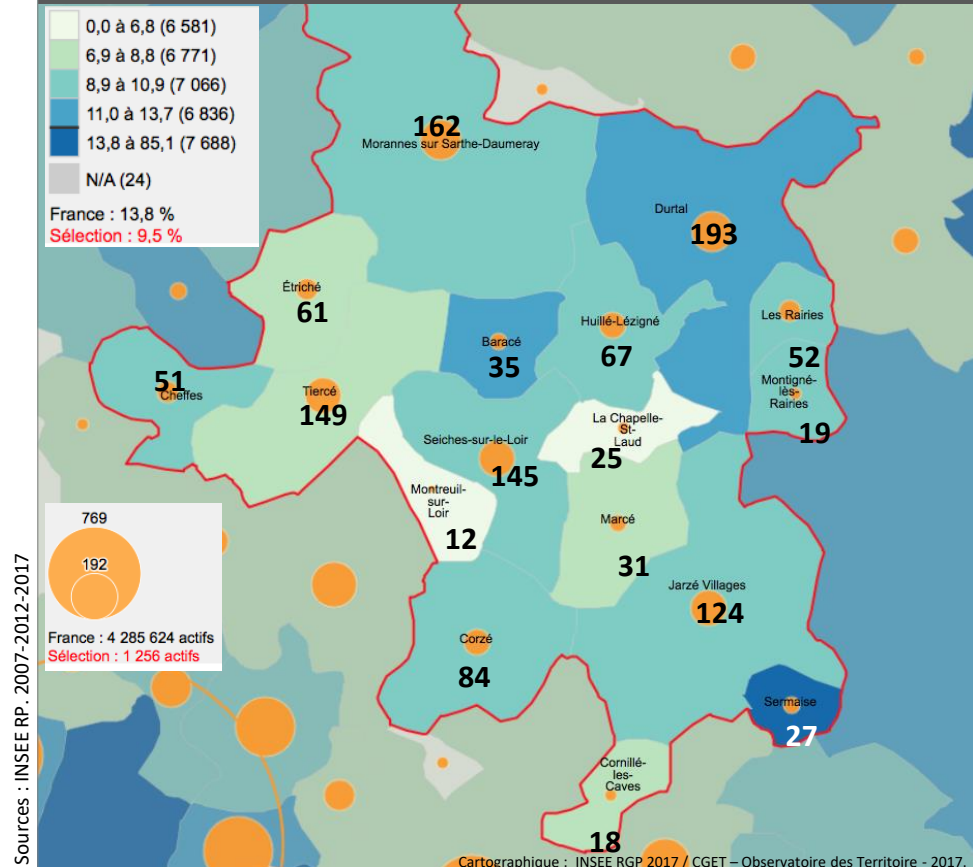 0,0 à 6,8 (6 581)
6,9 à 8,8 (6 771)
8,9 à 10,9 (7 066)
11,0 à 13,7 (6 836)
13,8 à 85,1 (7 688)
N/A (24)
France : 13,8 %
Sélection : 9,5 %
162
Morannes sur Sarthe-Daumeray
Durtal
193
Étriché
61
Baracé
35
Huillé-Lézigné
67
Les Rairies
52
51
Cheffes
Tiercé
149
Montigné-
lès-
Rairies
19
La Chapelle-
St-
Laud
25
Seiches-sur-le-Loir
145
Montreuil-
sur-
Loir
12
Marcé
31
Jarzé Villages
124
Corzé
84
Sermaise
27
Cornillé-
les-
Caves
18
769
192
France : 4 285 624 actifs
Sélection : 1 256 actifs
Sources : INSEE RP. 2007-2012-2017
Cartographique : INSEE RGP 2017 / CGET – Observatoire des Territoire - 2017.